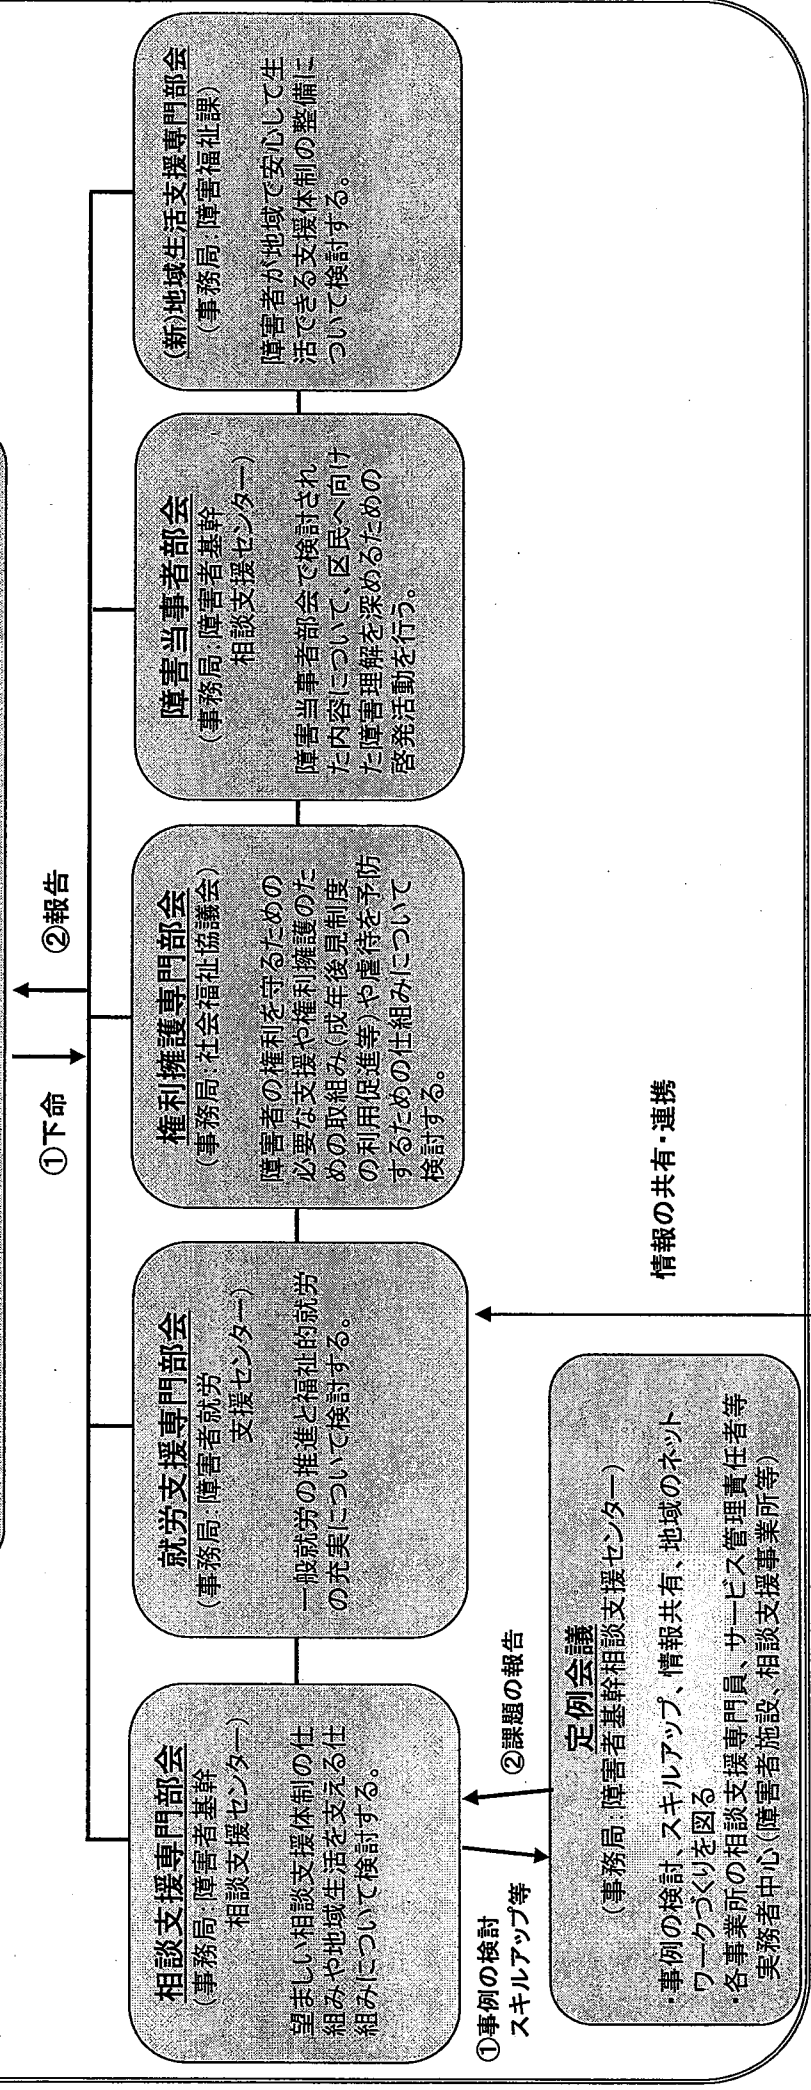 ①下命
②報告
相談支援専門部会
(事務局:障害者基幹
相談支援センター)
望ましい相談支援体制の仕
組みや地域生活を支える仕
組みについて検討する。
就労支援専門部会
(事務局:障害者就労
支援センター)
一般就労の推進と福祉的就労
の充実について検討する。
権利擁護専門部会
(事務局:社会福祉協議会)
障害者の権利を守るための
必要な支援や権利擁護のた
めの取組み(成年後見制度
の利用促進等)や虐待を予防
するための仕組みについて
検討する。
障害当事者部会
(事務局:障害者基幹
相談支援センター)
障害当事者部会で検討され
た内容について、区民へ向け
た障害理解を深めるための
啓発活動を行う。
(新)地域生活支援専門部会
(事務局:障害福祉課)
障害者が地域で安心して生
活できる支援体制の整備に
ついて検討する。
①事例の検討
スキルアップ等
②課題の報告
定例会議
(事務局:障害者基幹相談支援センター)
・事例の検討、スキルアップ、情報共有、地域のネット
ワークづくりを図る
・各事業所の相談支援専門員、サービス管理責任者等
実務者中心(障害者施設、相談支援事業所等)
情報の共有・連携